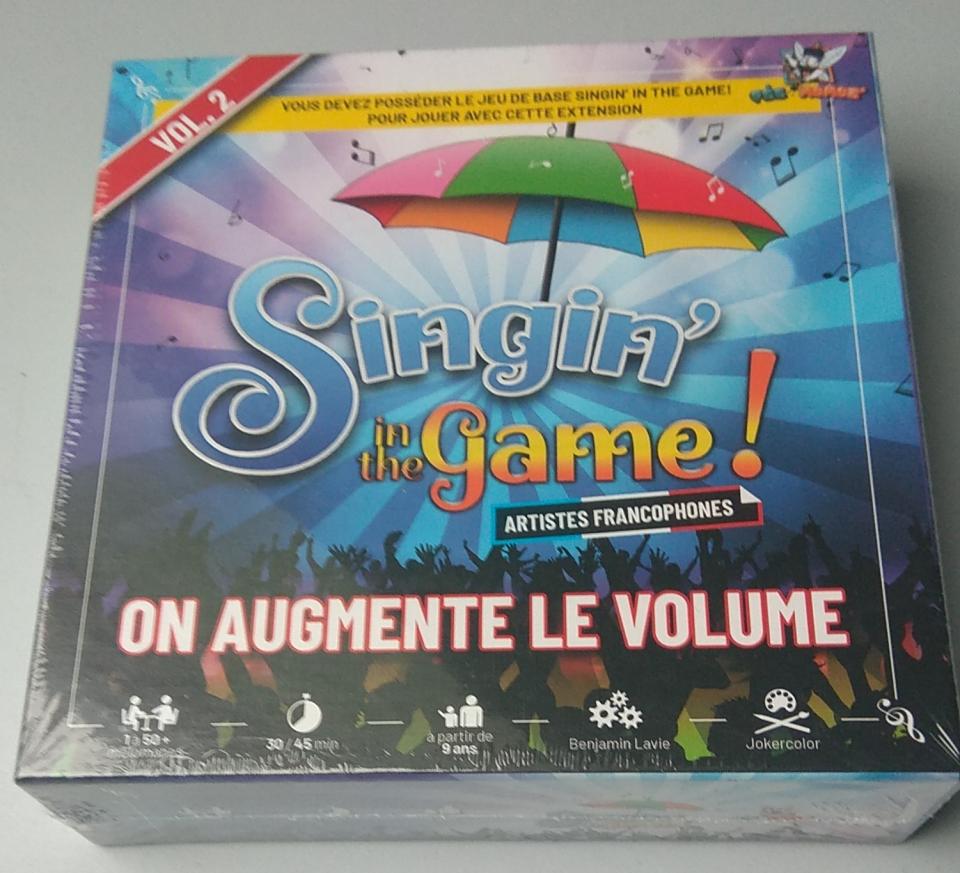 VOL. 2
VOUS DEVEZ POSSÉDER LE JEU DE BASE SINGIN' IN THE GAME!
POUR JOUER AVEC CETTE EXTENSION
Singin'
in
the Game!
ARTISTES FRANCOPHONES
ON AUGMENTE LE VOLUME
1 à 50+
30 / 45 min
à partir de
9 ans
Benjamin Lavie
Jokercolor